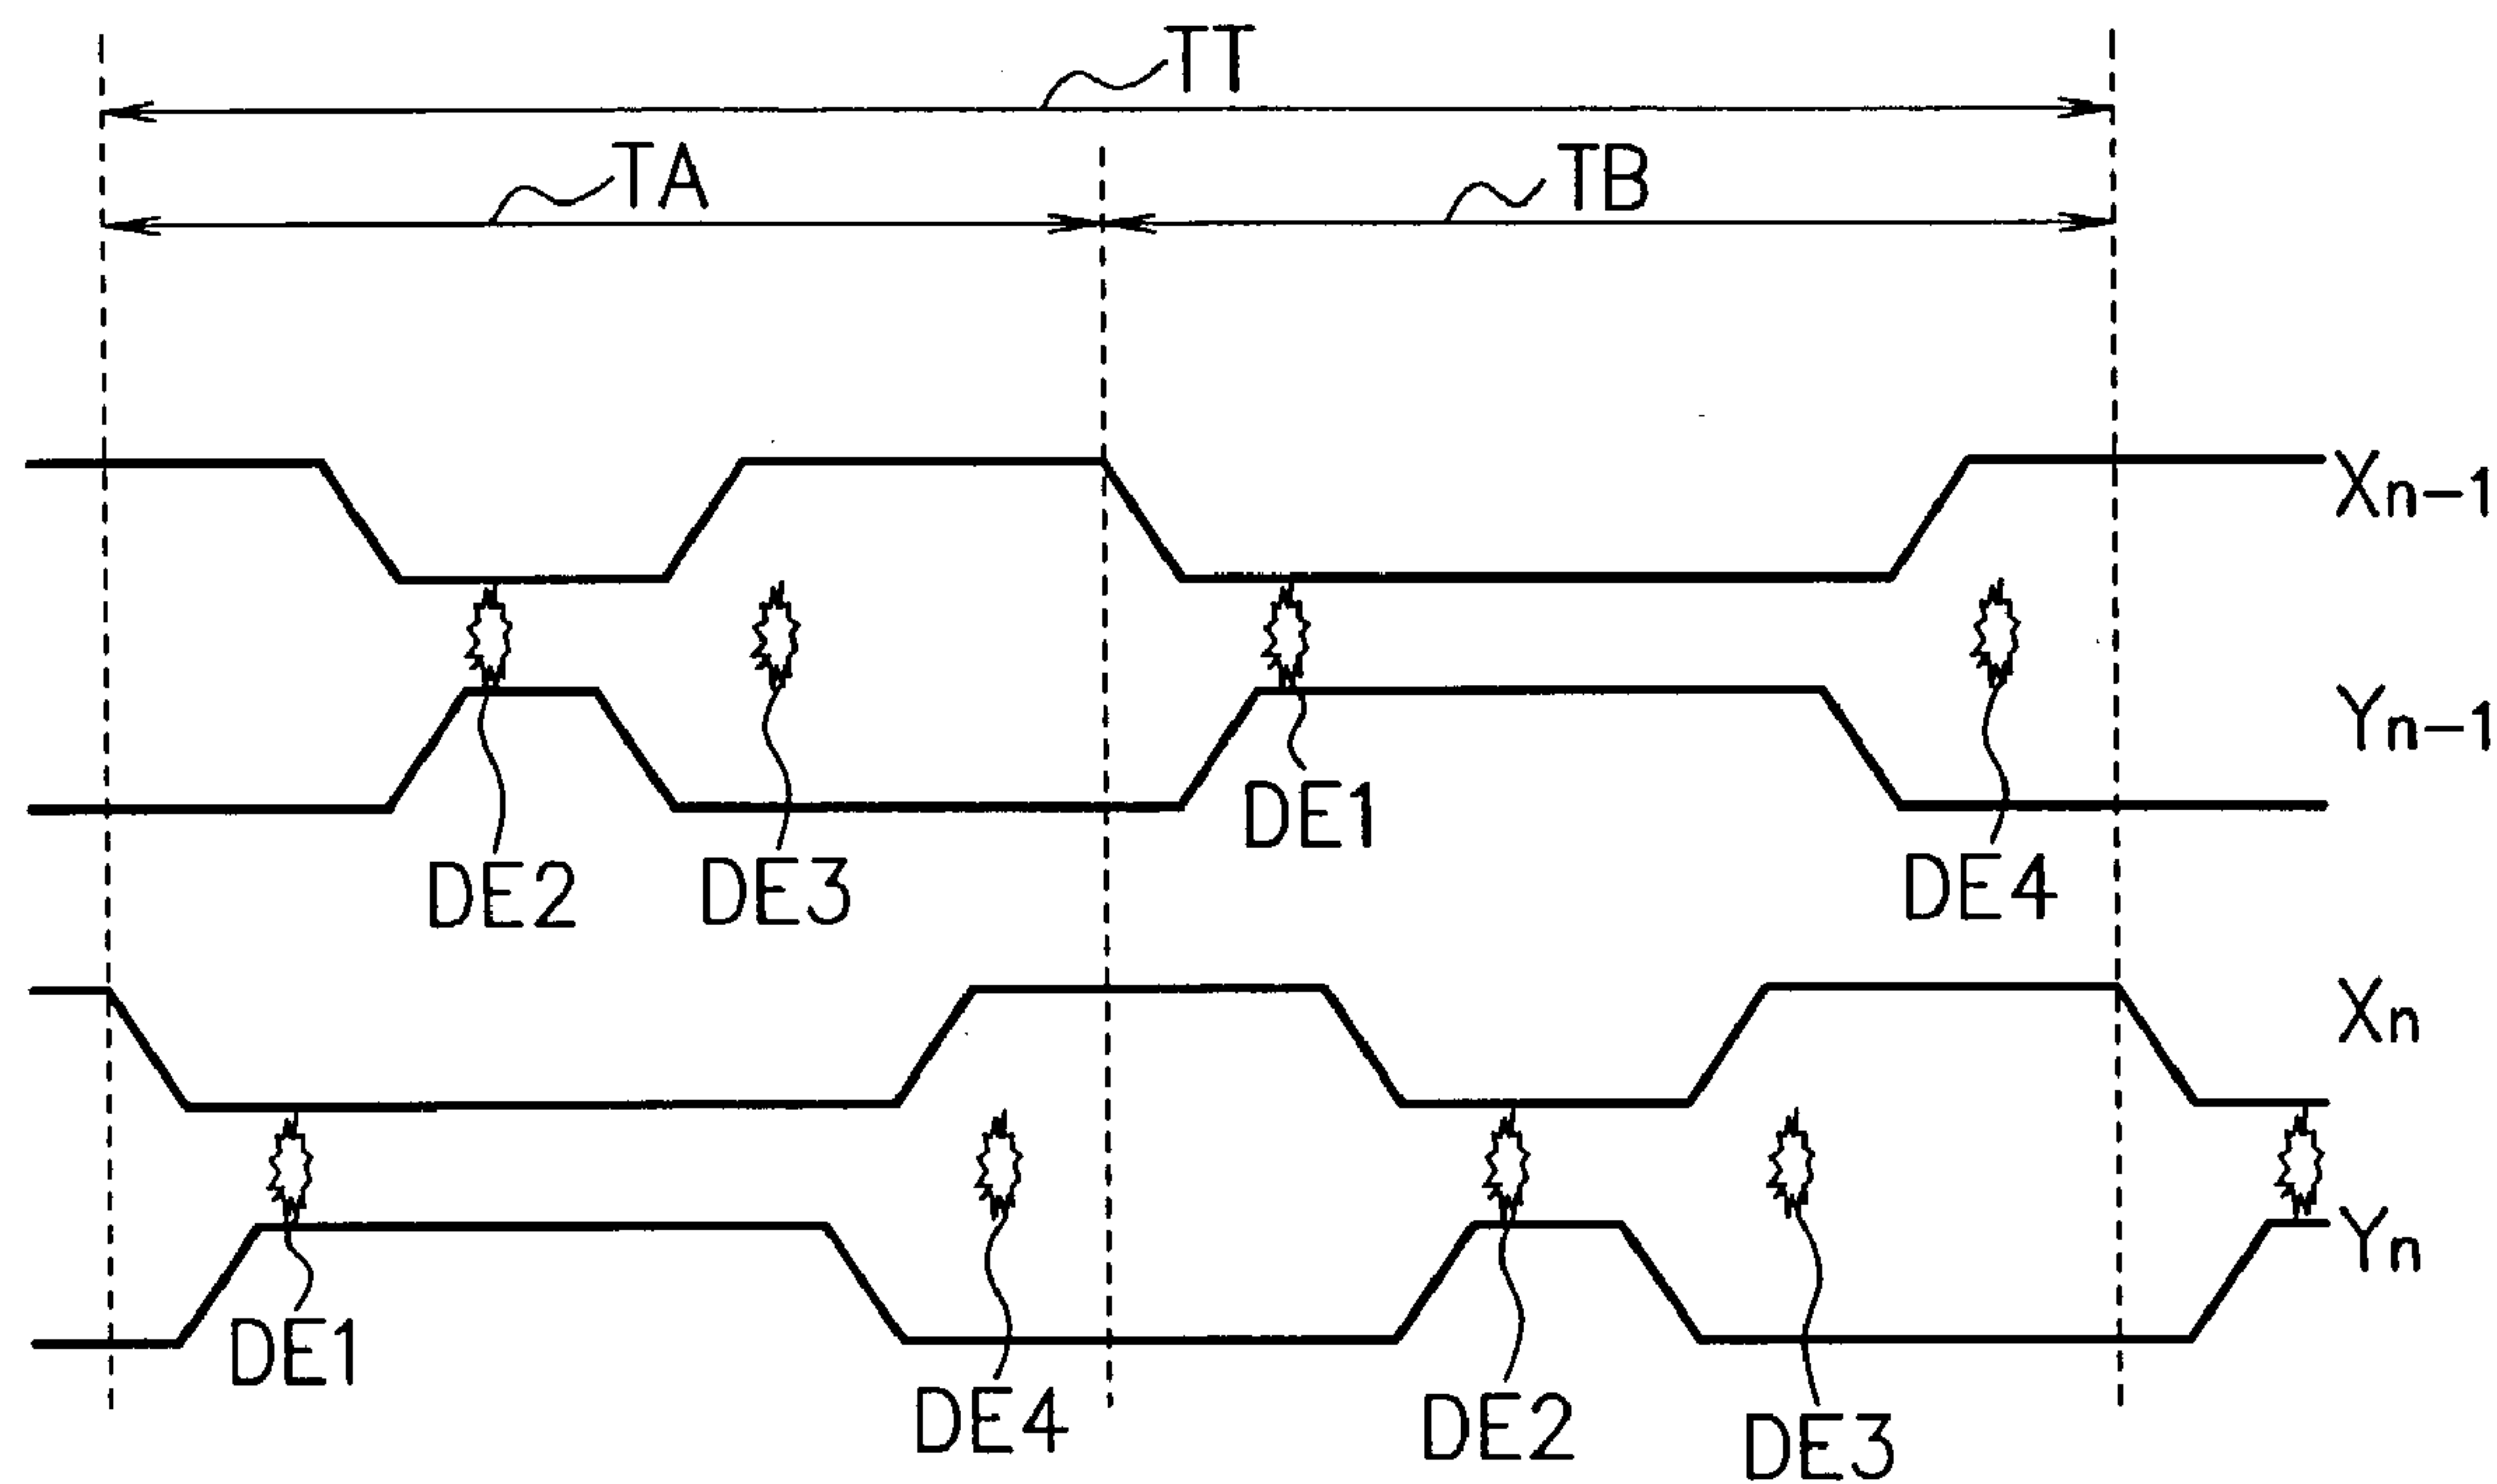 TT
TA
TB
Xn-1
Yn-1
DE1
DE2
DE3
DE4
Xn
Yn
DE1
DE4
DE2
DE3